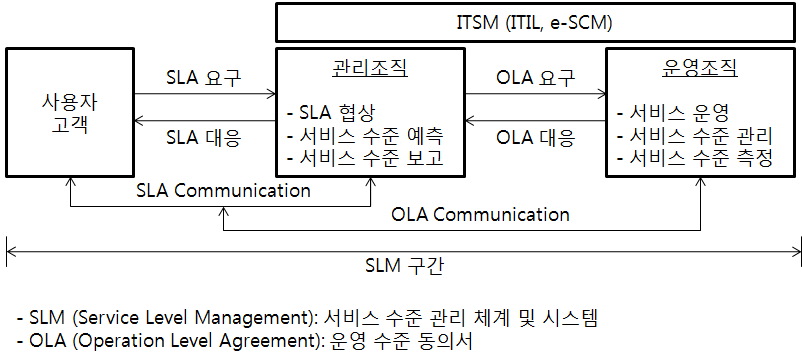 ITSM (ITIL, e-SCM)
사용자
고객
SLA 요구
SLA 대응
관리조직
- SLA 협상
- 서비스 수준 예측
- 서비스 수준 보고
OLA 요구
OLA 대응
운영조직
- 서비스 운영
- 서비스 수준 관리
- 서비스 수준 측정
SLA Communication
OLA Communication
SLM 구간
- SLM (Service Level Management): 서비스 수준 관리 체계 및 시스템
- OLA (Operation Level Agreement): 운영 수준 동의서